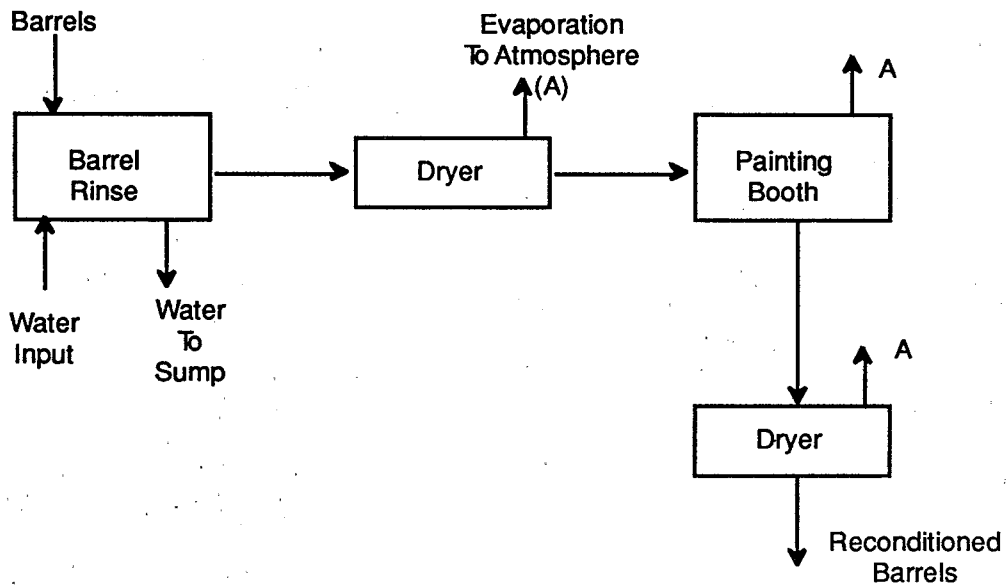 Barrels
Evaporation
To Atmosphere
(A)
A
Barrel
Rinse
Dryer
Painting
Booth
Water
Input
Water
To
Sump
A
Dryer
Reconditioned
Barrels